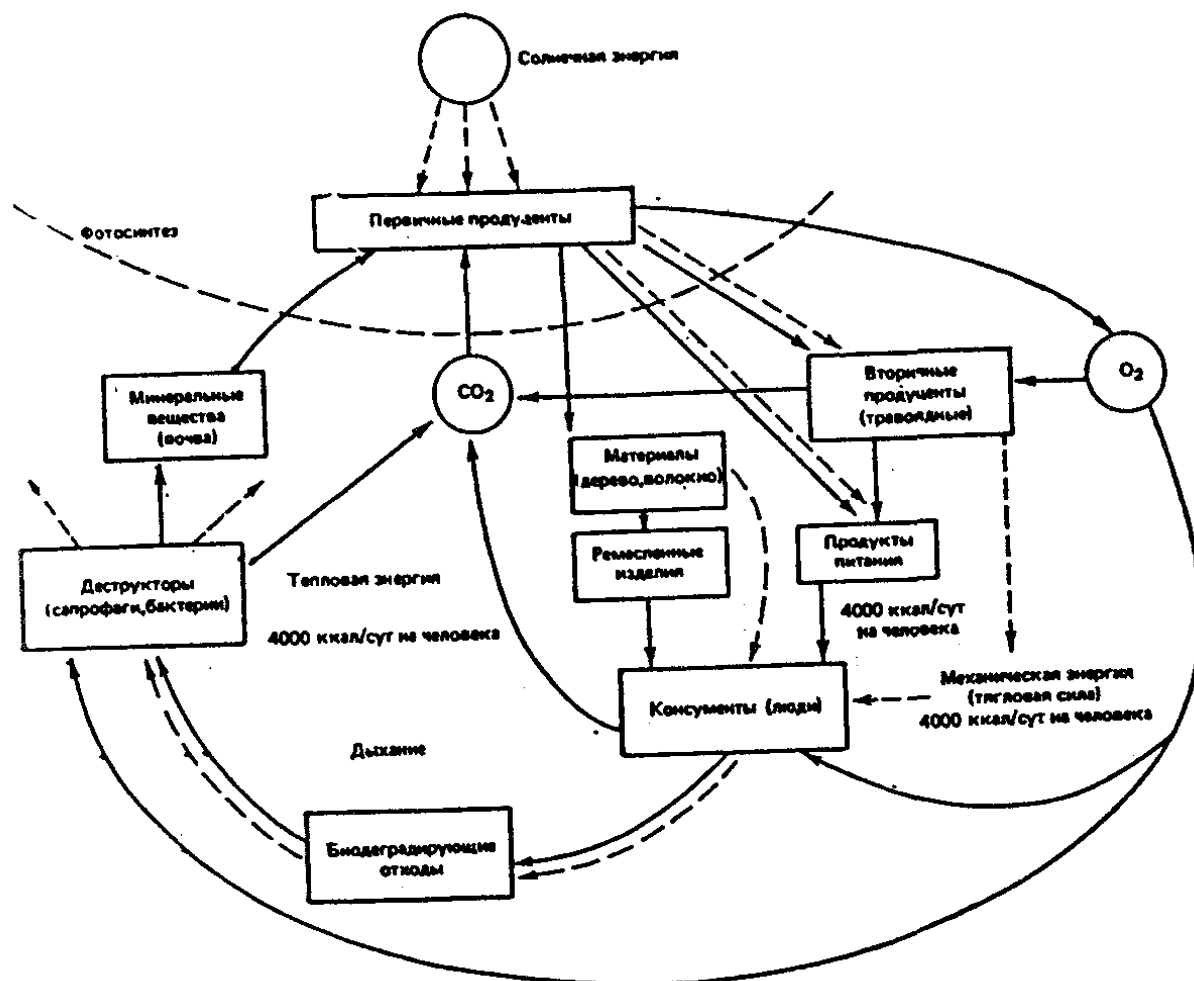 Солнечная энергия
Первичные продуценты
Фотосинтез
Минеральные
вещества
(почва)
CO2
Вторичные
продуценты
(травоядные)
O2
Материалы
(дерево, волокно)
Ремесленные
изделия
Продукты
питания
Деструкторы
(сапрофаги, бактерии)
Тепловая энергия
4000 ккал/сут на человека
4000 ккал/сут
на человека
Консументы (люди)
Механическая энергия
(тягловая сила)
4000 ккал/сут на человека
Дыхание
Биодеградирующие
отходы